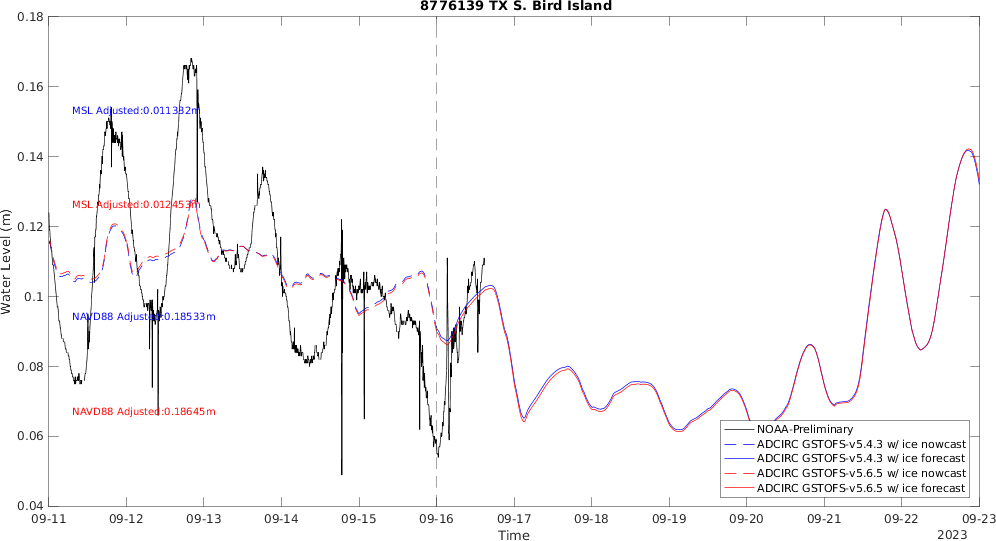 8776139 TX S. Bird Island
0.18
0.16
0.14
0.12
0.1
0.08
0.06
0.04
Water Level (m)
MSL Adjusted:0.011332m
MSL Adjusted:0.012453m
NAVD88 Adjusted:0.18533m
NAVD88 Adjusted:0.18645m
NOAA-Preliminary
ADCIRC GSTOFS-v5.4.3 w/ ice nowcast
ADCIRC GSTOFS-v5.4.3 w/ ice forecast
ADCIRC GSTOFS-v5.6.5 w/ ice nowcast
ADCIRC GSTOFS-v5.6.5 w/ ice forecast
09-11 09-12 09-13 09-14 09-15 09-16 09-17 09-18 09-19 09-20 09-21 09-22 09-23
Time
2023